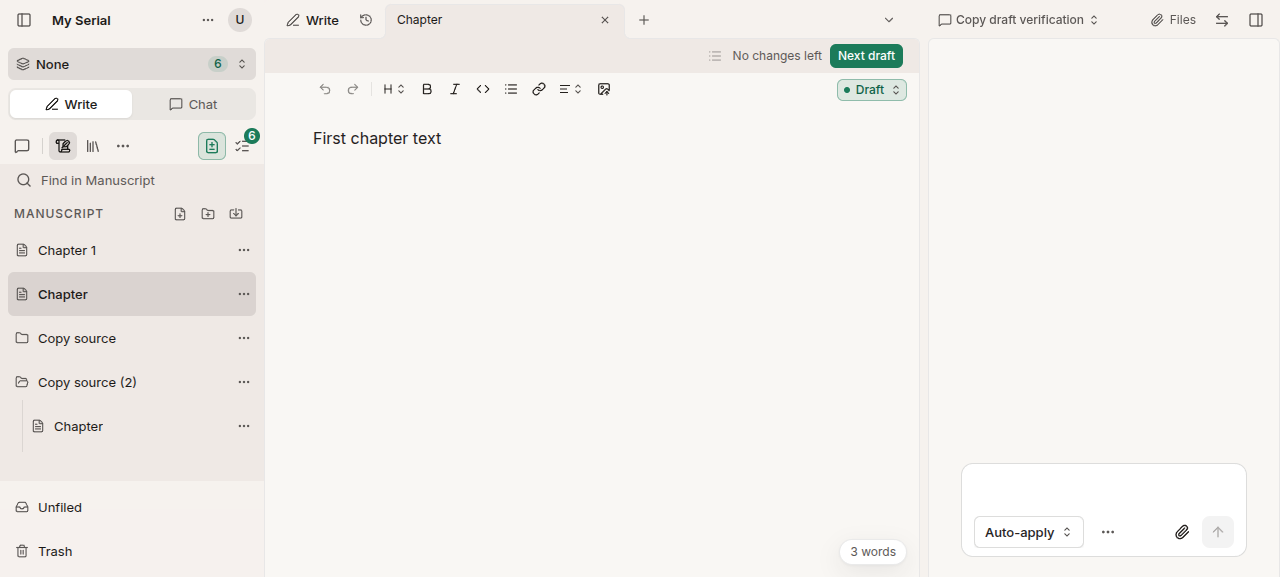 My Serial
U
None
6
Write
Chat
6
Find in Manuscript
MANUSCRIPT
Chapter 1
Chapter
Copy source
Copy source (2)
Chapter
Unfiled
Trash
Write
Chapter
No changes left
Next draft
H
B
I
Draft
First chapter text
3 words
Copy draft verification
Files
Auto-apply